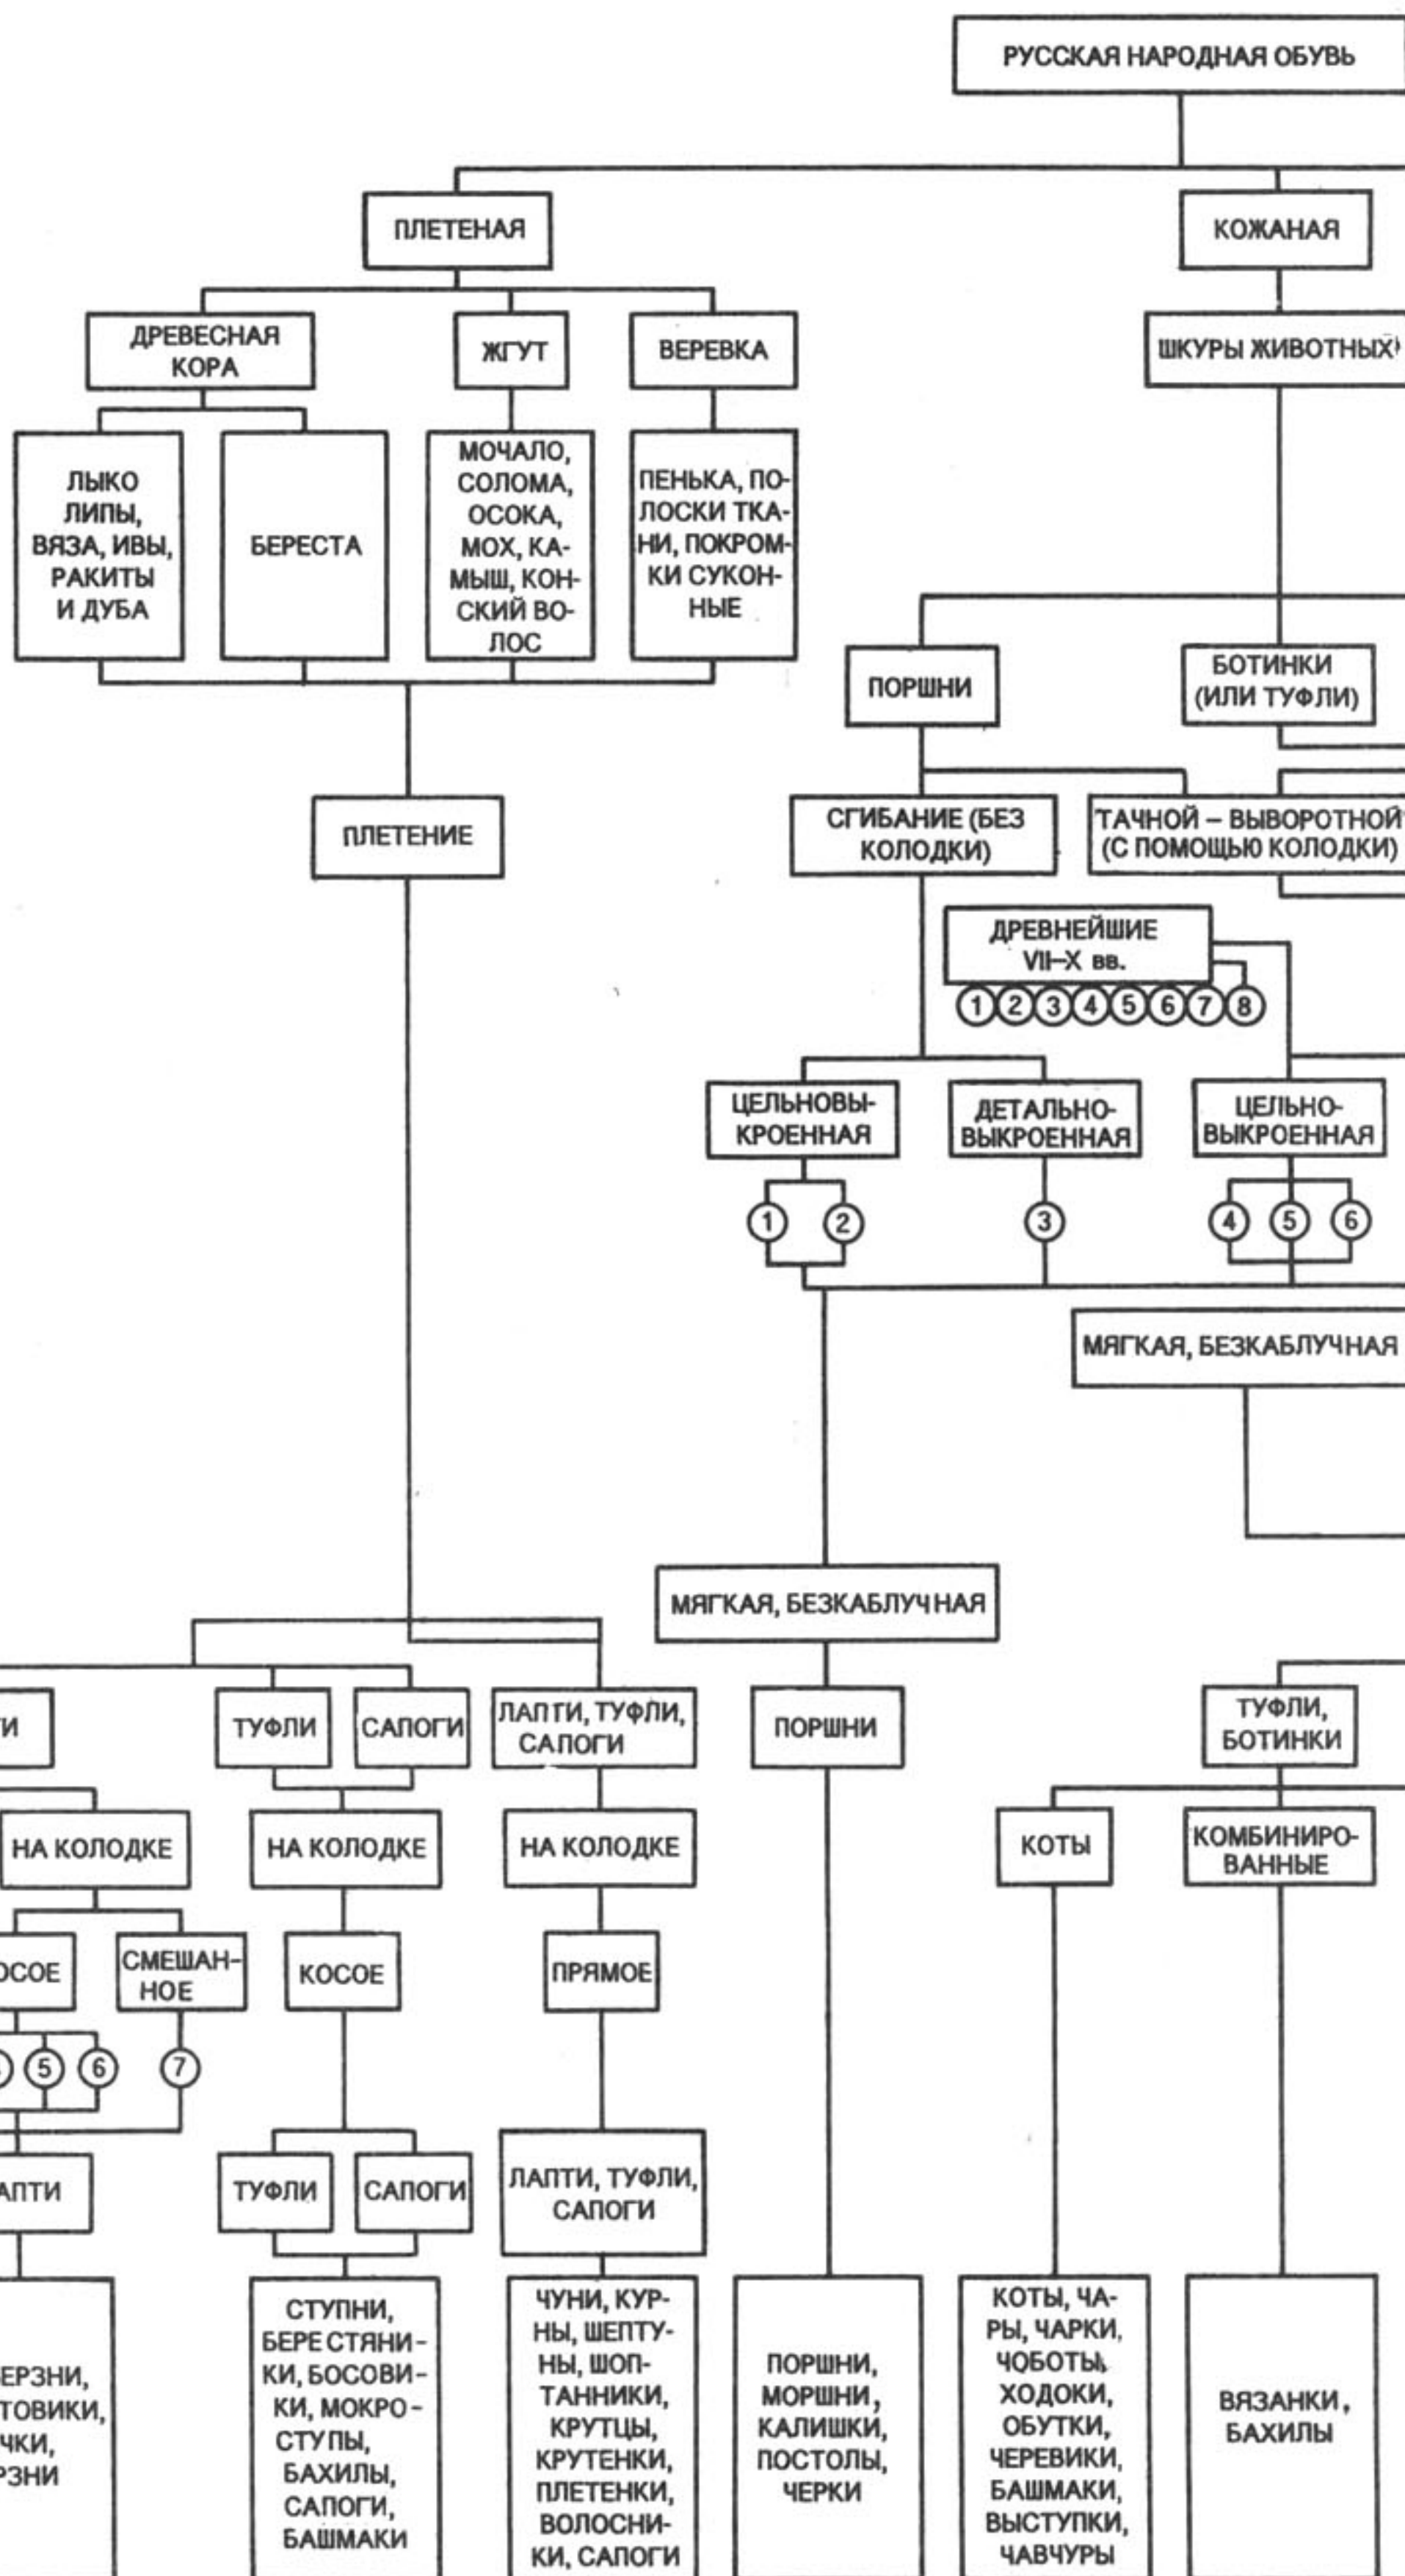 РУССКАЯ НАРОДНАЯ ОБУВЬ
ПЛЕТЕНАЯ
КОЖАНАЯ
ДРЕВЕСНАЯ
КОРА
ЖГУТ
ВЕРЕВКА
ШКУРЫ ЖИВОТНЫХ
ЛЫКО
ЛИПЫ,
ВЯЗА, ИВЫ,
РАКИТЫ
И ДУБА
БЕРЕСТА
МОЧАЛО,
СОЛОМА,
ОСОКА,
МОХ, КА-
МЫШ, КОН-
СКИЙ ВО-
ЛОС
ПЕНЬКА, ПО-
ЛОСКИ ТКА-
НИ, ПОКРОМ-
КИ СУКОН-
НЫЕ
ПОРШНИ
БОТИНКИ
(ИЛИ ТУФЛИ)
ПЛЕТЕНИЕ
СГИБАНИЕ (БЕЗ
КОЛОДКИ)
ТАЧНОЙ – ВЫВОРОТНОЙ
(С ПОМОЩЬЮ КОЛОДКИ)
ДРЕВНЕЙШИЕ
VII–X вв.
1 2 3 4 5 6 7 8
ЦЕЛЬНОВЫ-
КРОЕННАЯ
ДЕТАЛЬНО-
ВЫКРОЕННАЯ
ЦЕЛЬНО-
ВЫКРОЕННАЯ
1 2 3 4 5 6
МЯГКАЯ, БЕЗКАБЛУЧНАЯ
МЯГКАЯ, БЕЗКАБЛУЧНАЯ
ТИ
ТУФЛИ
САПОГИ
ЛАПТИ, ТУФЛИ,
САПОГИ
ПОРШНИ
ТУФЛИ,
БОТИНКИ
НА КОЛОДКЕ
НА КОЛОДКЕ
НА КОЛОДКЕ
КОТЫ
КОМБИНИРО-
ВАННЫЕ
ОСОЕ
СМЕШАН-
НОЕ
КОСОЕ
ПРЯМОЕ
5 6 7
АПТИ
ТУФЛИ
САПОГИ
ЛАПТИ, ТУФЛИ,
САПОГИ
ЕРЗНИ,
ТОВИКИ,
ЧКИ,
РЗНИ
СТУПНИ,
БЕРЕСТЯНИ-
КИ, БОСОВИ-
КИ, МОКРО-
СТУПЫ,
БАХИЛЫ,
САПОГИ,
БАШМАКИ
ЧУНИ, КУР-
НЫ, ШЕПТУ-
НЫ, ШОП-
ТАННИКИ,
КРУТЦЫ,
КРУТЕНКИ,
ПЛЕТЕНКИ,
ВОЛОСНИ-
КИ, САПОГИ
ПОРШНИ,
МОРШНИ,
КАЛИШКИ,
ПОСТОЛЫ,
ЧЕРКИ
КОТЫ, ЧА-
РЫ, ЧАРКИ,
ЧОБОТЫ,
ХОДОКИ,
ОБУТКИ,
ЧЕРЕВИКИ,
БАШМАКИ,
ВЫСТУПКИ,
ЧАВЧУРЫ
ВЯЗАНКИ,
БАХИЛЫ